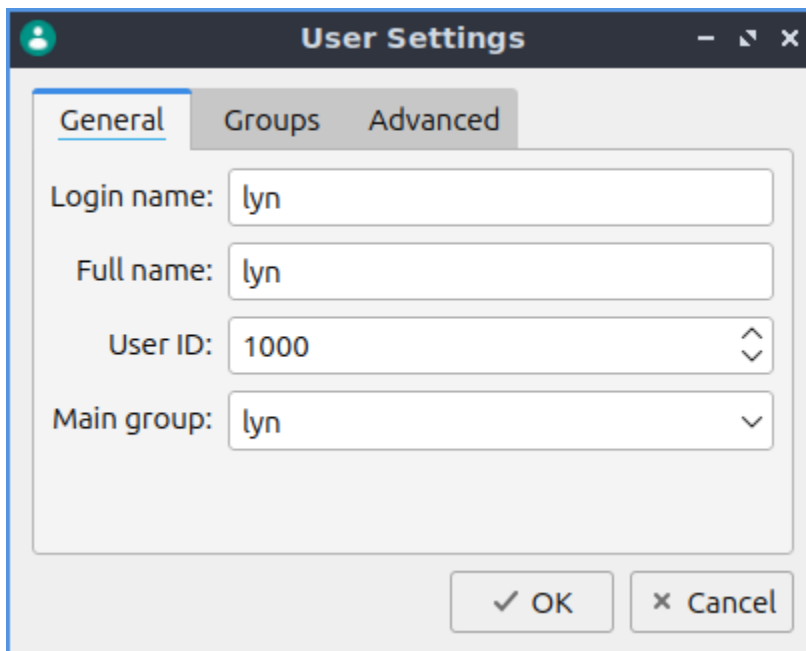 User Settings
General Groups Advanced
Login name: lyn
Full name: lyn
User ID: 1000
Main group: lyn
OK Cancel